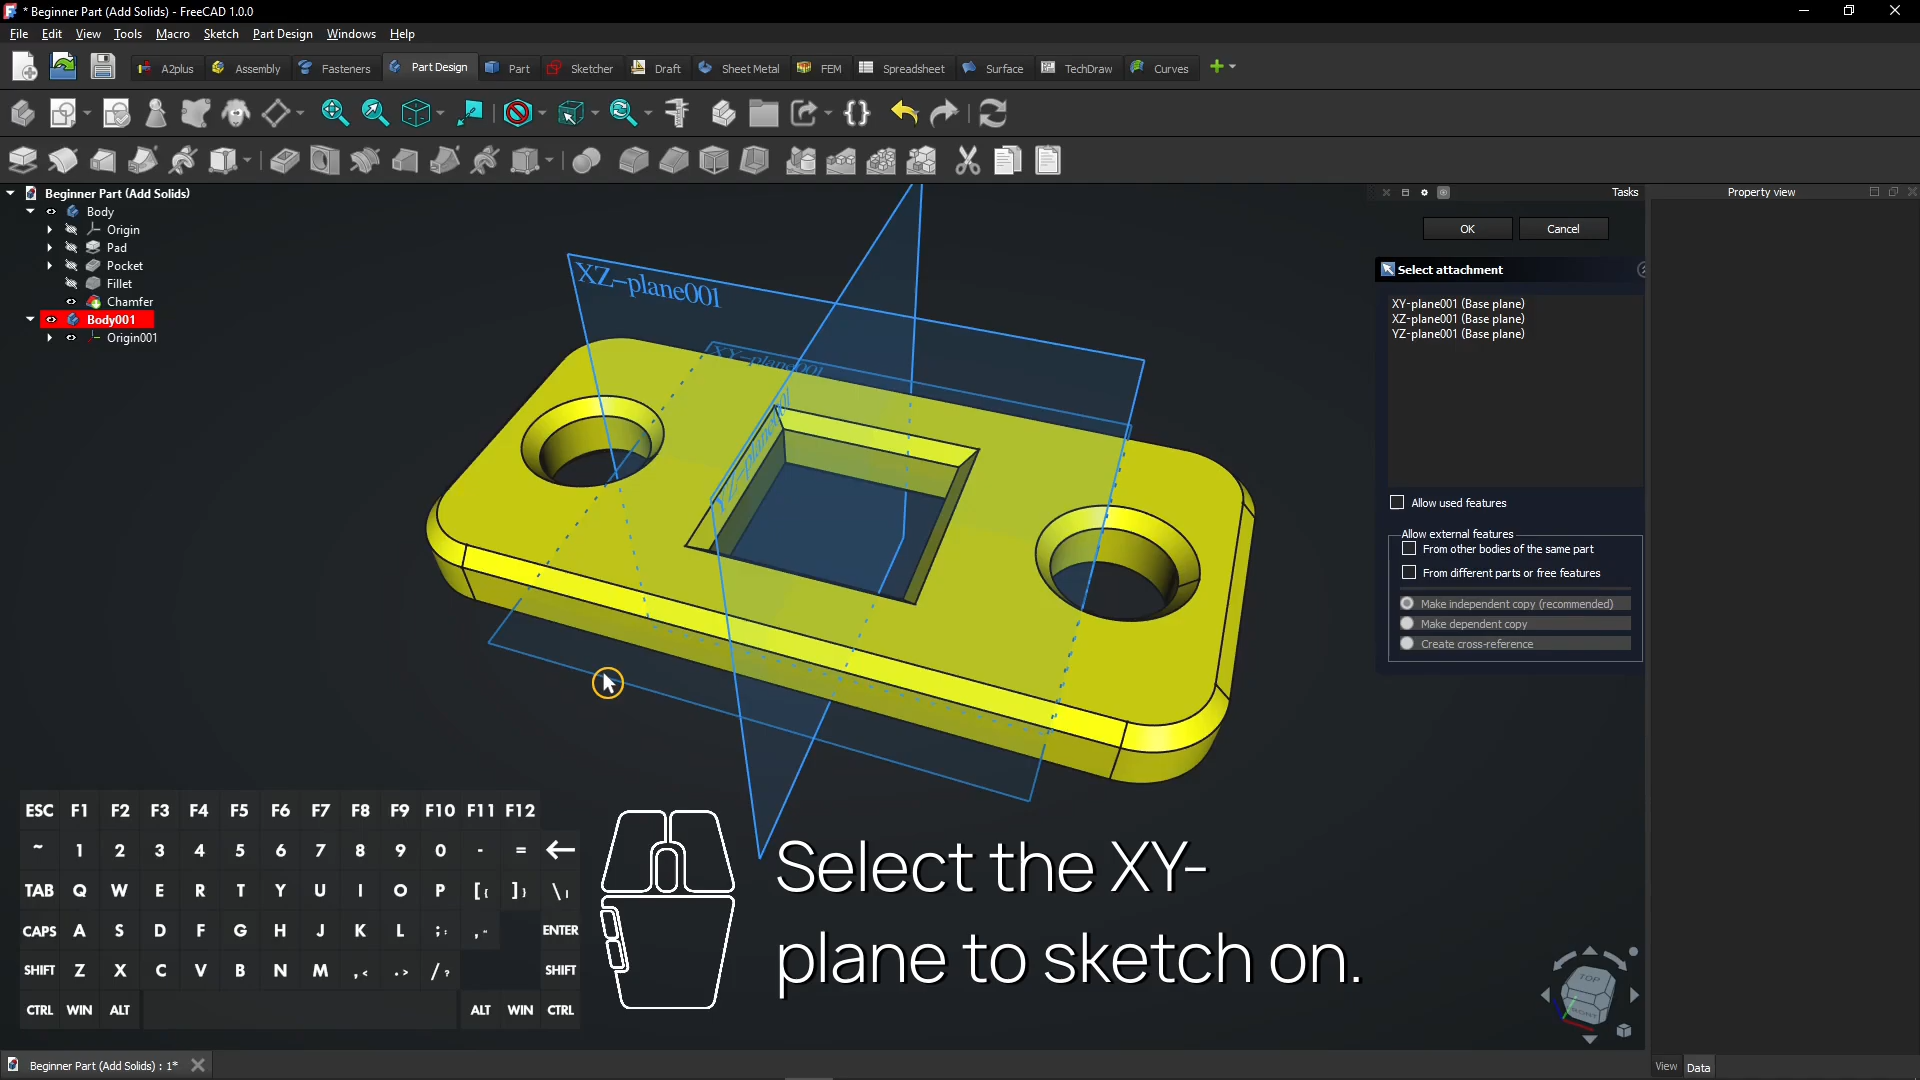 * Beginner Part (Add Solids) - FreeCAD 1.0.0
File Edit View Tools Macro Sketch Part Design Windows Help
A2plus Assembly Fasteners Part Design Part Sketcher Draft Sheet Metal FEM Spreadsheet Surface TechDraw Curves
Beginner Part (Add Solids)
Body
Origin
Pad
Pocket
Fillet
Chamfer
Body001
Origin001
XZ-plane001
XY-plane001
YZ-plane001
Tasks
OK Cancel
Select attachment
XY-plane001 (Base plane)
XZ-plane001 (Base plane)
YZ-plane001 (Base plane)
Allow used features
Allow external features
From other bodies of the same part
From different parts or free features
Make independent copy (recommended)
Make dependent copy
Create cross-reference
Property view
ESC F1 F2 F3 F4 F5 F6 F7 F8 F9 F10 F11 F12
~ 1 2 3 4 5 6 7 8 9 0 - = ←
TAB Q W E R T Y U I O P [{ ]} \|
CAPS A S D F G H J K L ;: ," ENTER
SHIFT Z X C V B N M ,< .> /? SHIFT
CTRL WIN ALT ALT WIN CTRL
Select the XY-
plane to sketch on.
TOP
FRONT
Beginner Part (Add Solids) : 1*
View Data